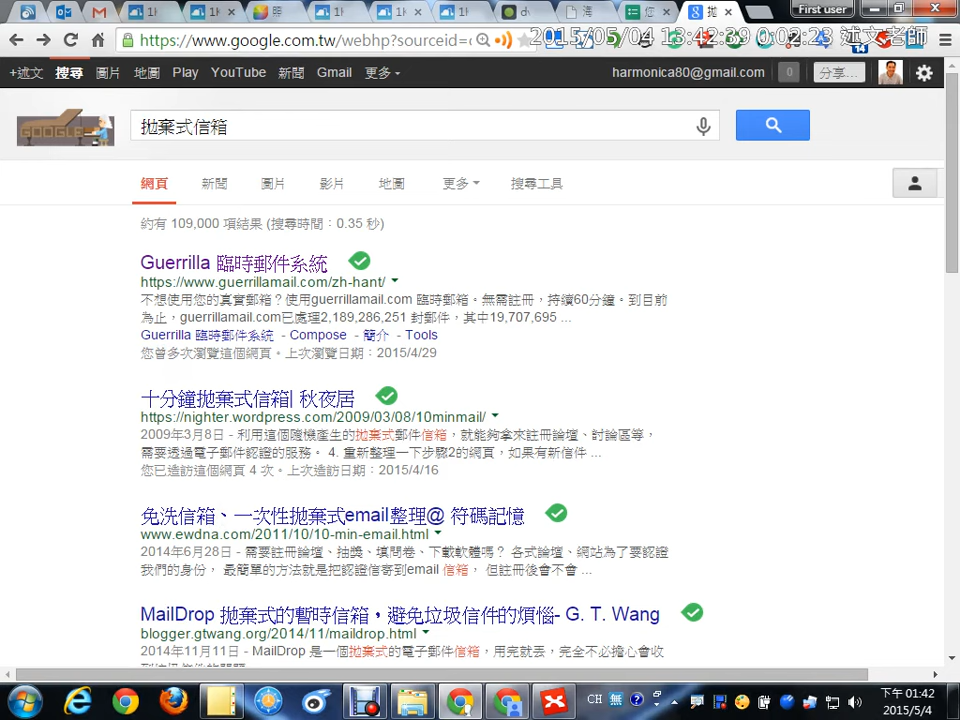 First user
https://www.google.com.tw/webhp?sourceid=
2015/05/04 13:42:39 0:02:23 述文老師
+述文 搜尋 圖片 地圖 Play YouTube 新聞 Gmail 更多
harmonica80@gmail.com 0 分享...
拋棄式信箱
網頁 新聞 圖片 影片 地圖 更多 搜尋工具
約有 109,000 項結果 (搜尋時間：0.35 秒)
Guerrilla 臨時郵件系統
https://www.guerrillamail.com/zh-hant/
不想使用您的真實郵箱？使用guerrillamail.com 臨時郵箱。無需註冊，持續60分鐘。到目前
為止，guerrillamail.com已處理2,189,286,251 封郵件，其中19,707,695 ...
Guerrilla 臨時郵件系統 - Compose - 簡介 - Tools
您曾多次瀏覽這個網頁。上次瀏覽日期：2015/4/29
十分鐘拋棄式信箱| 秋夜居
https://nighter.wordpress.com/2009/03/08/10minmail/
2009年3月8日 - 利用這個隨機產生的拋棄式郵件信箱，就能夠拿來註冊論壇、討論區等，
需要透過電子郵件認證的服務。 4. 重新整理一下步驟2的網頁，如果有新信件 ...
您已造訪這個網頁 4 次。上次造訪日期：2015/4/16
免洗信箱、一次性拋棄式email整理@ 符碼記憶
www.ewdna.com/2011/10/10-min-email.html
2014年6月28日 - 需要註冊論壇、抽獎、填問卷、下載軟體嗎？ 各式論壇、網站為了要認證
我們的身份， 最簡單的方法就是把認證信寄到email 信箱， 但註冊後會不會 ...
MailDrop 拋棄式的暫時信箱，避免垃圾信件的煩惱- G. T. Wang
blogger.gtwang.org/2014/11/maildrop.html
2014年11月11日 - MailDrop 是一個拋棄式的電子郵件信箱，用完就丟，完全不必擔心會收
CH
下午 01:42
2015/5/4